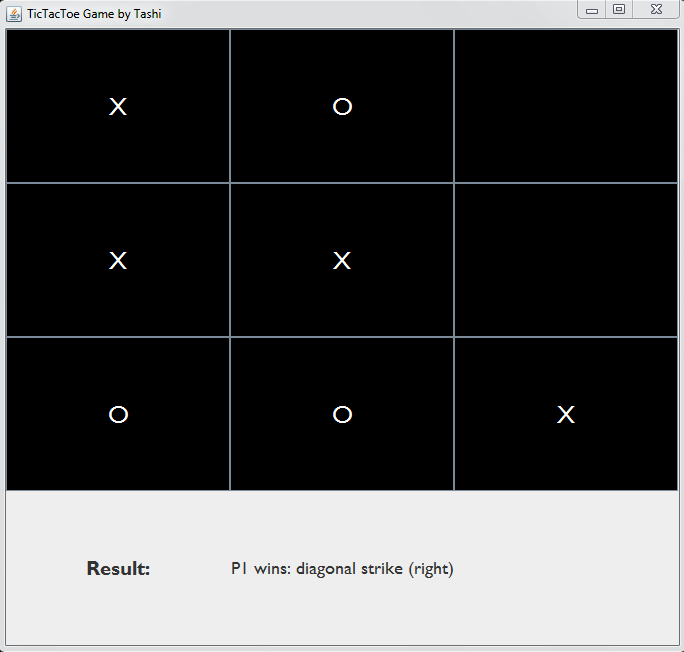 TicTacToe Game by Tashi
X O
X X
O O X
Result: P1 wins: diagonal strike (right)